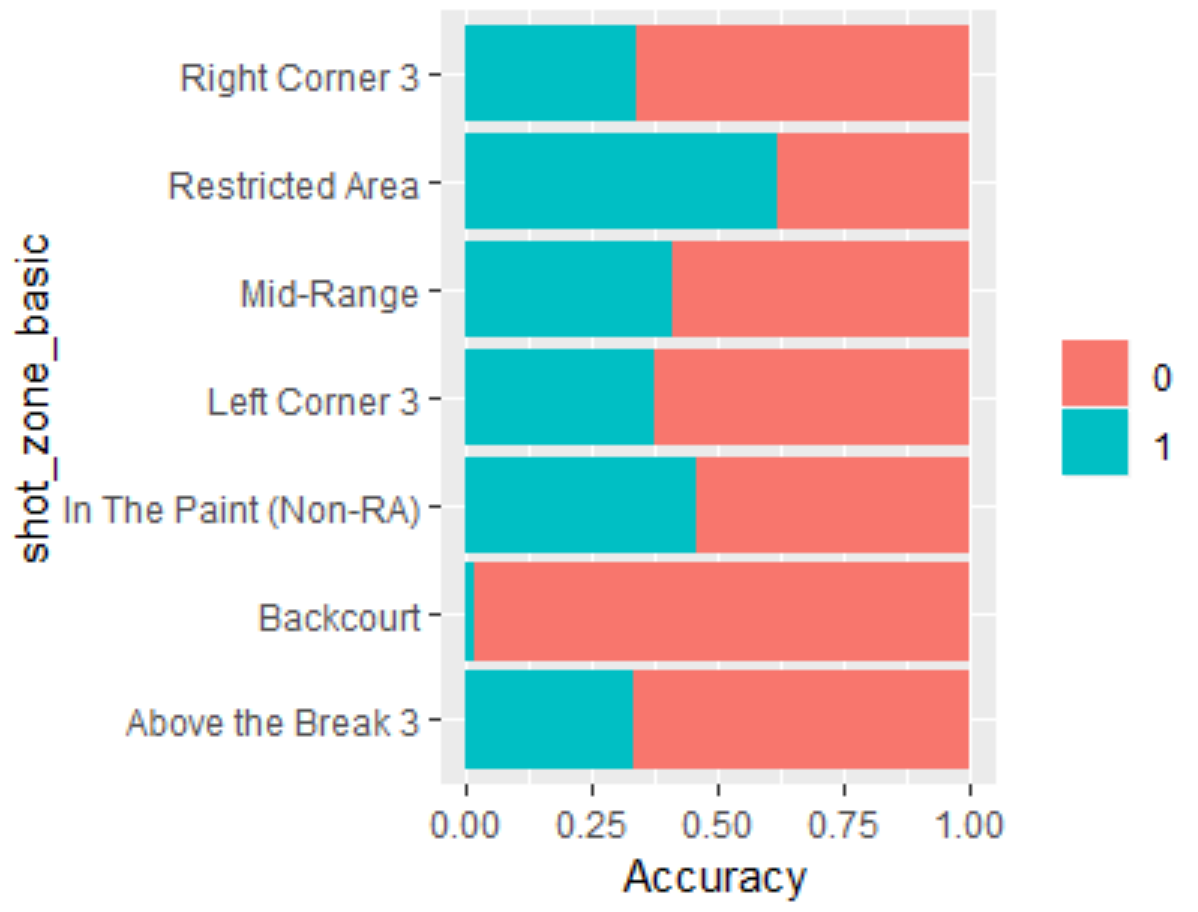 Right Corner 3
Restricted Area
Mid-Range
Left Corner 3
In The Paint (Non-RA)
Backcourt
Above the Break 3
shot_zone_basic
0.00 0.25 0.50 0.75 1.00
Accuracy
0
1